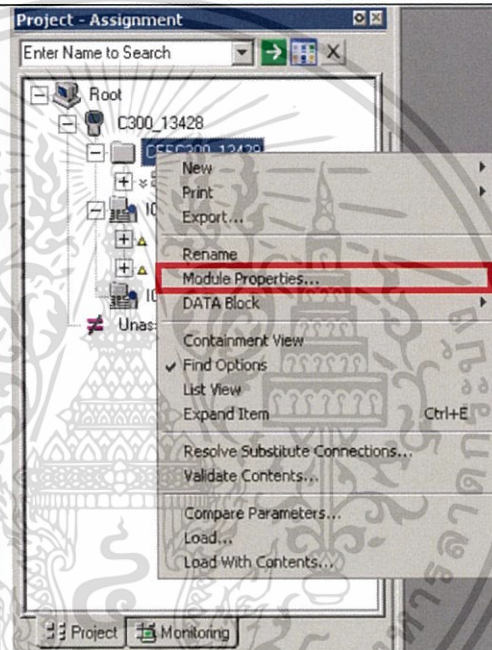 Project - Assignment
Enter Name to Search
Root
C300_13428
CEEC300_13429
New
Print
Export...
Rename
Module Properties...
DATA Block
Containment View
Find Options
List View
Expand Item Ctrl+E
Resolve Substitute Connections...
Validate Contents...
Compare Parameters...
Load...
Load With Contents...
Project
Monitoring